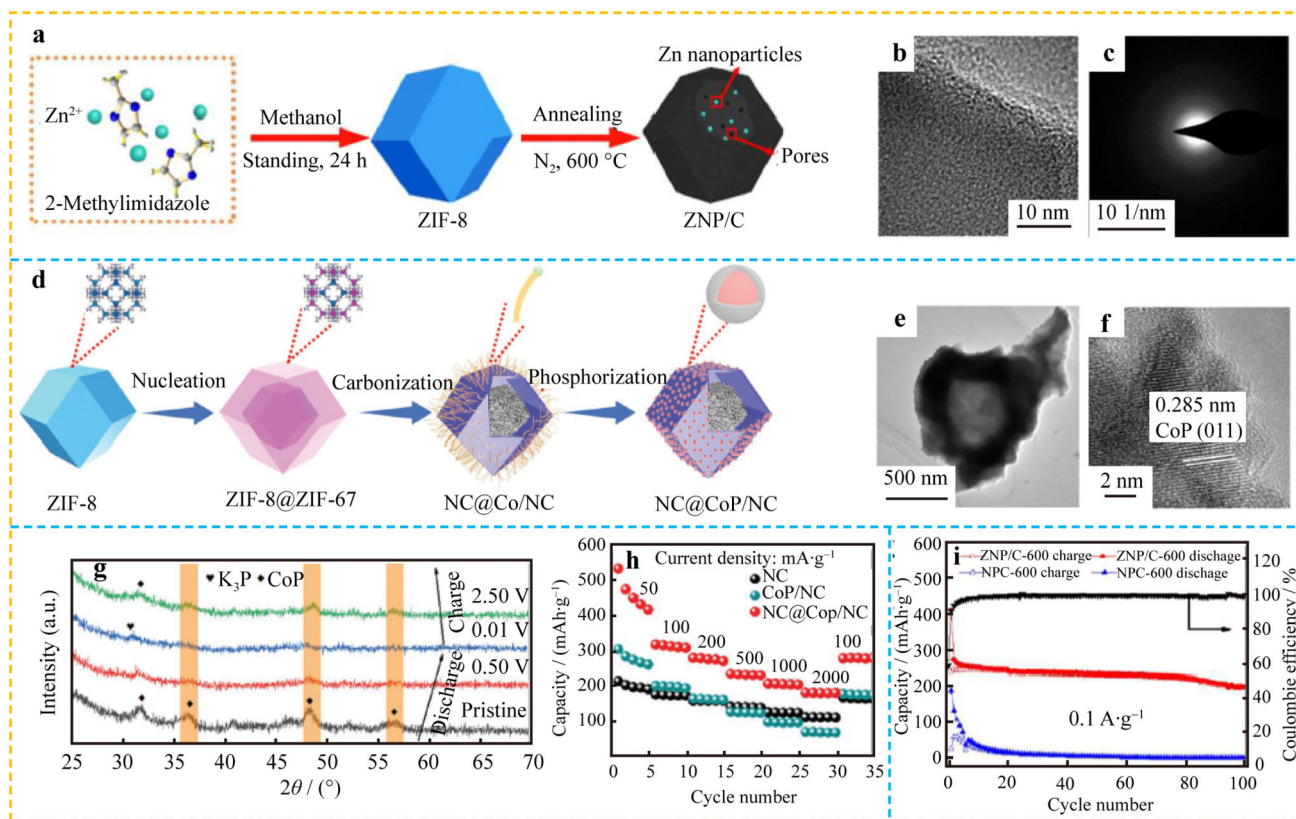 a
Zn²⁺
2-Methylimidazole
Methanol
Standing, 24 h
ZIF-8
Annealing
N₂, 600 °C
Zn nanoparticles
Pores
ZNP/C
b
10 nm
c
10 1/nm
d
ZIF-8
Nucleation
ZIF-8@ZIF-67
Carbonization
NC@Co/NC
Phosphorization
NC@CoP/NC
e
500 nm
f
0.285 nm
CoP (011)
2 nm
g
♥ K₃P ♦ CoP
Intensity (a.u.)
Charge
Discharge
2.50 V
0.01 V
0.50 V
Pristine
25 30 35 40 45 50 55 60 65 70
2θ / (°)
h
Current density: mA·g⁻¹
NC
CoP/NC
NC@Cop/NC
50
100
200
500
1000
2000
100
Capacity / (mAh·g⁻¹)
600
500
400
300
200
100
0 5 10 15 20 25 30 35
Cycle number
i
ZNP/C-600 charge ZNP/C-600 dischage
NPC-600 charge NPC-600 dischage
0.1 A·g⁻¹
Capacity / (mAh·g⁻¹)
600
500
400
300
200
100
0
0 20 40 60 80 100
Cycle number
120
100
80
60
40
20
0
Coulombie efficiency / %